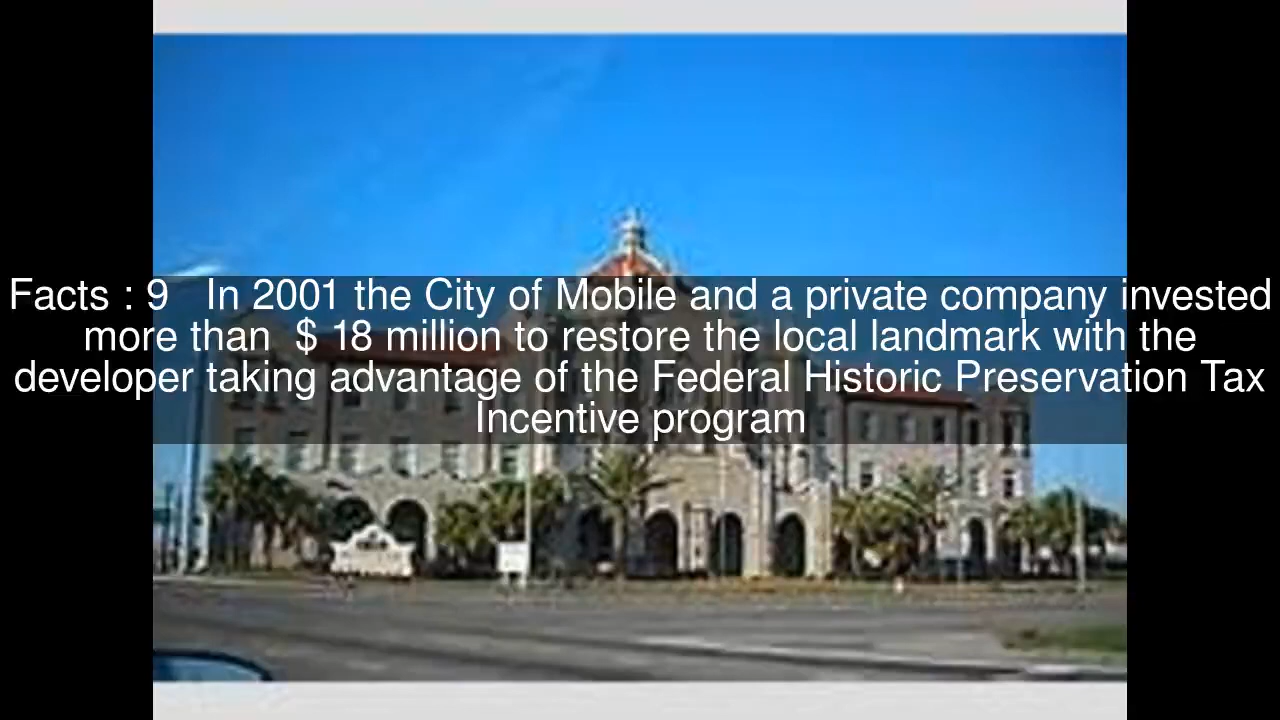 Facts : 9 In 2001 the City of Mobile and a private company invested
more than $ 18 million to restore the local landmark with the
developer taking advantage of the Federal Historic Preservation Tax
Incentive program